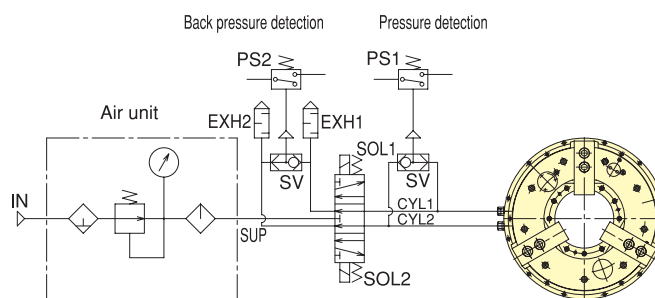 Back pressure detection
Pressure detection
PS2
PS1
Air unit
EXH2
EXH1
SOL1
SV
SV
IN
CYL1
CYL2
SUP
SOL2